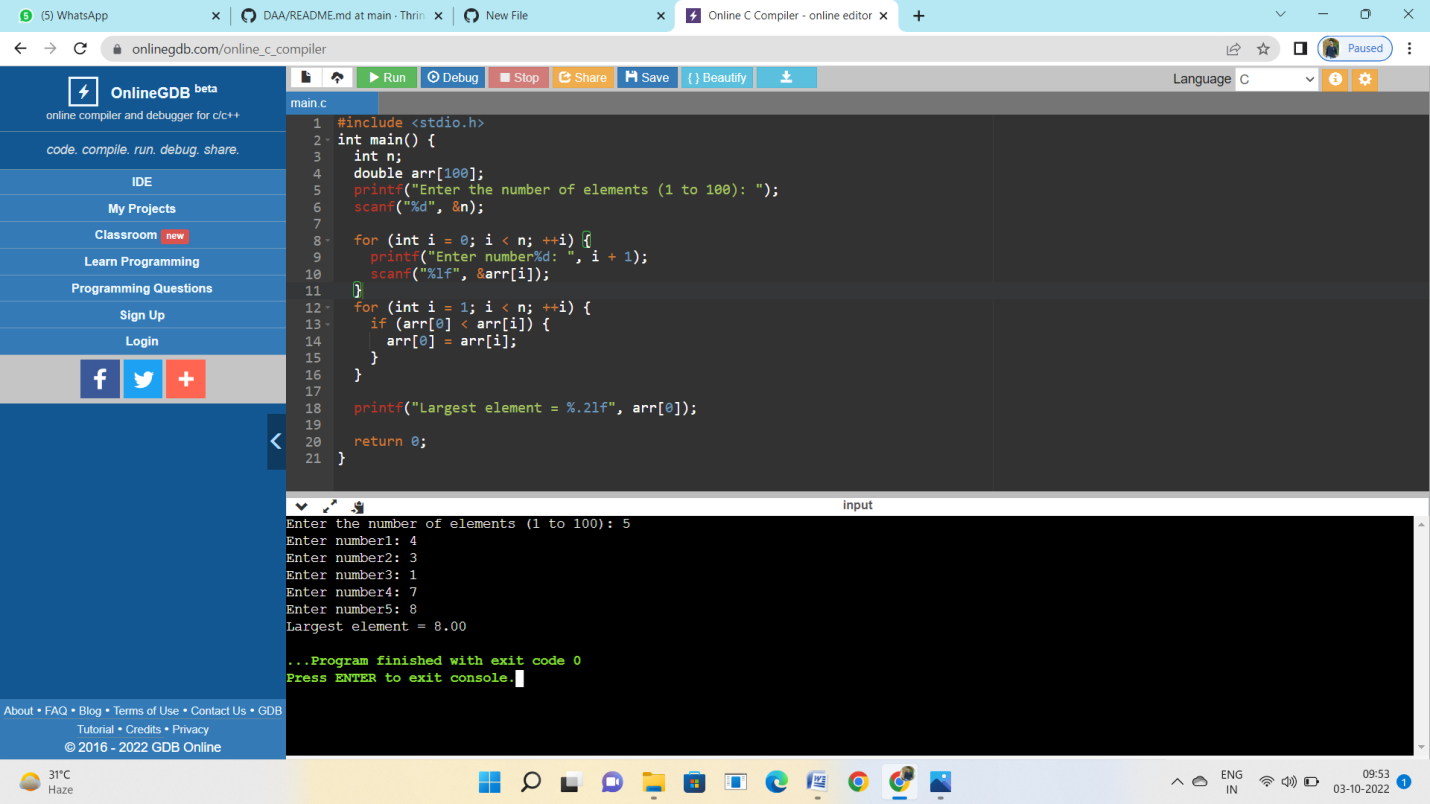 (5) WhatsApp
DAA/README.md at main · Thrin
New File
Online C Compiler - online editor
onlinegdb.com/online_c_compiler
Paused
OnlineGDB beta
online compiler and debugger for c/c++
code. compile. run. debug. share.
IDE
My Projects
Classroom new
Learn Programming
Programming Questions
Sign Up
Login
About • FAQ • Blog • Terms of Use • Contact Us • GDB
Tutorial • Credits • Privacy
© 2016 - 2022 GDB Online
Run Debug Stop Share Save { } Beautify
Language C
main.c
1 #include <stdio.h>
2 int main() {
3   int n;
4   double arr[100];
5   printf("Enter the number of elements (1 to 100): ");
6   scanf("%d", &n);
7
8   for (int i = 0; i < n; ++i) {
9     printf("Enter number%d: ", i + 1);
10     scanf("%lf", &arr[i]);
11   }
12   for (int i = 1; i < n; ++i) {
13     if (arr[0] < arr[i]) {
14       arr[0] = arr[i];
15     }
16   }
17
18   printf("Largest element = %.2lf", arr[0]);
19
20   return 0;
21 }
input
Enter the number of elements (1 to 100): 5
Enter number1: 4
Enter number2: 3
Enter number3: 1
Enter number4: 7
Enter number5: 8
Largest element = 8.00
...Program finished with exit code 0
Press ENTER to exit console.
31°C
Haze
ENG
IN
09:53
03-10-2022
1